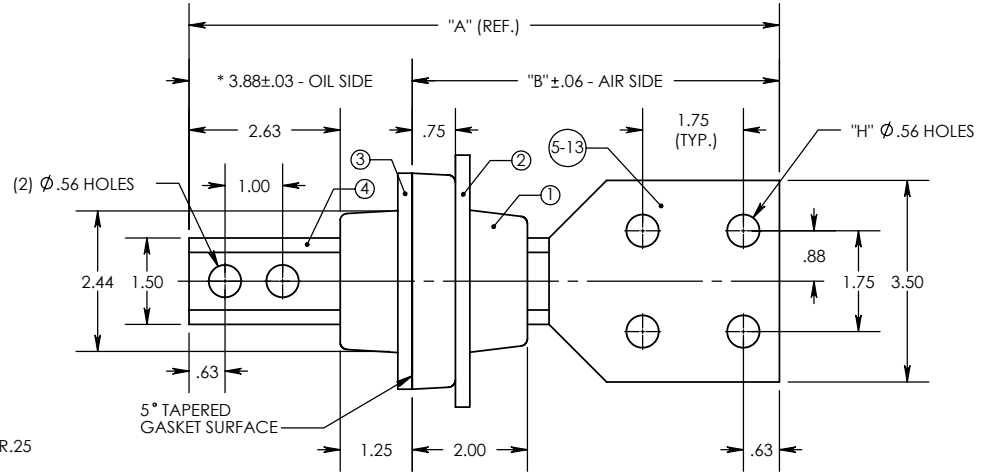 "A" (REF.)
* 3.88±.03 - OIL SIDE
"B"±.06 - AIR SIDE
2.63
.75
1.75
(TYP.)
"H" Ø.56 HOLES
5-13
3
2
(2) Ø.56 HOLES
1.00
4
1
2.44
1.50
.88
1.75
3.50
.63
5° TAPERED
GASKET SURFACE
R.25
1.25
2.00
.63